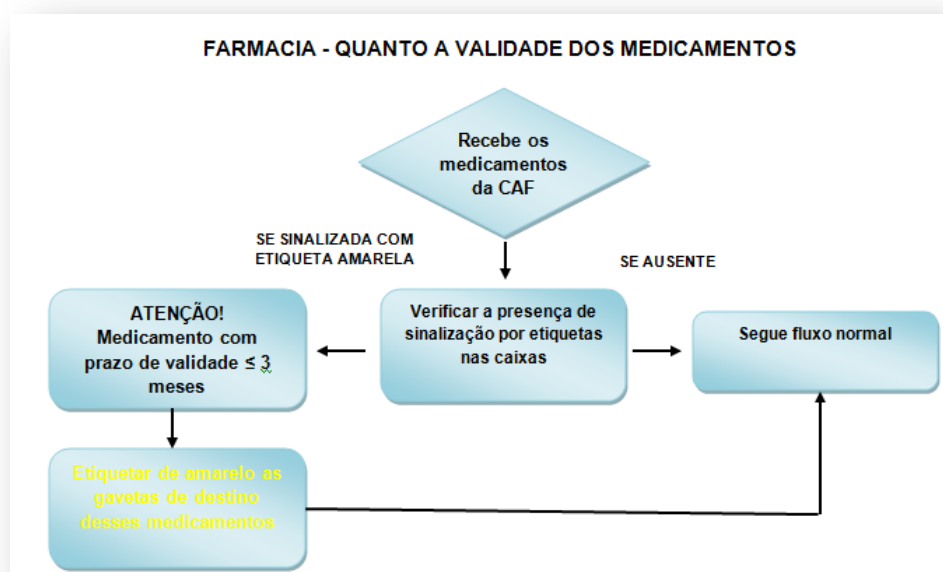 FARMACIA - QUANTO A VALIDADE DOS MEDICAMENTOS
Recebe os
medicamentos
da CAF
SE SINALIZADA COM
ETIQUETA AMARELA
SE AUSENTE
ATENÇÃO!
Medicamento com
prazo de validade ≤ 3
meses
Verificar a presença de
sinalização por etiquetas
nas caixas
Segue fluxo normal
Etiquetar de amarelo as
gavetas de destino
desses medicamentos